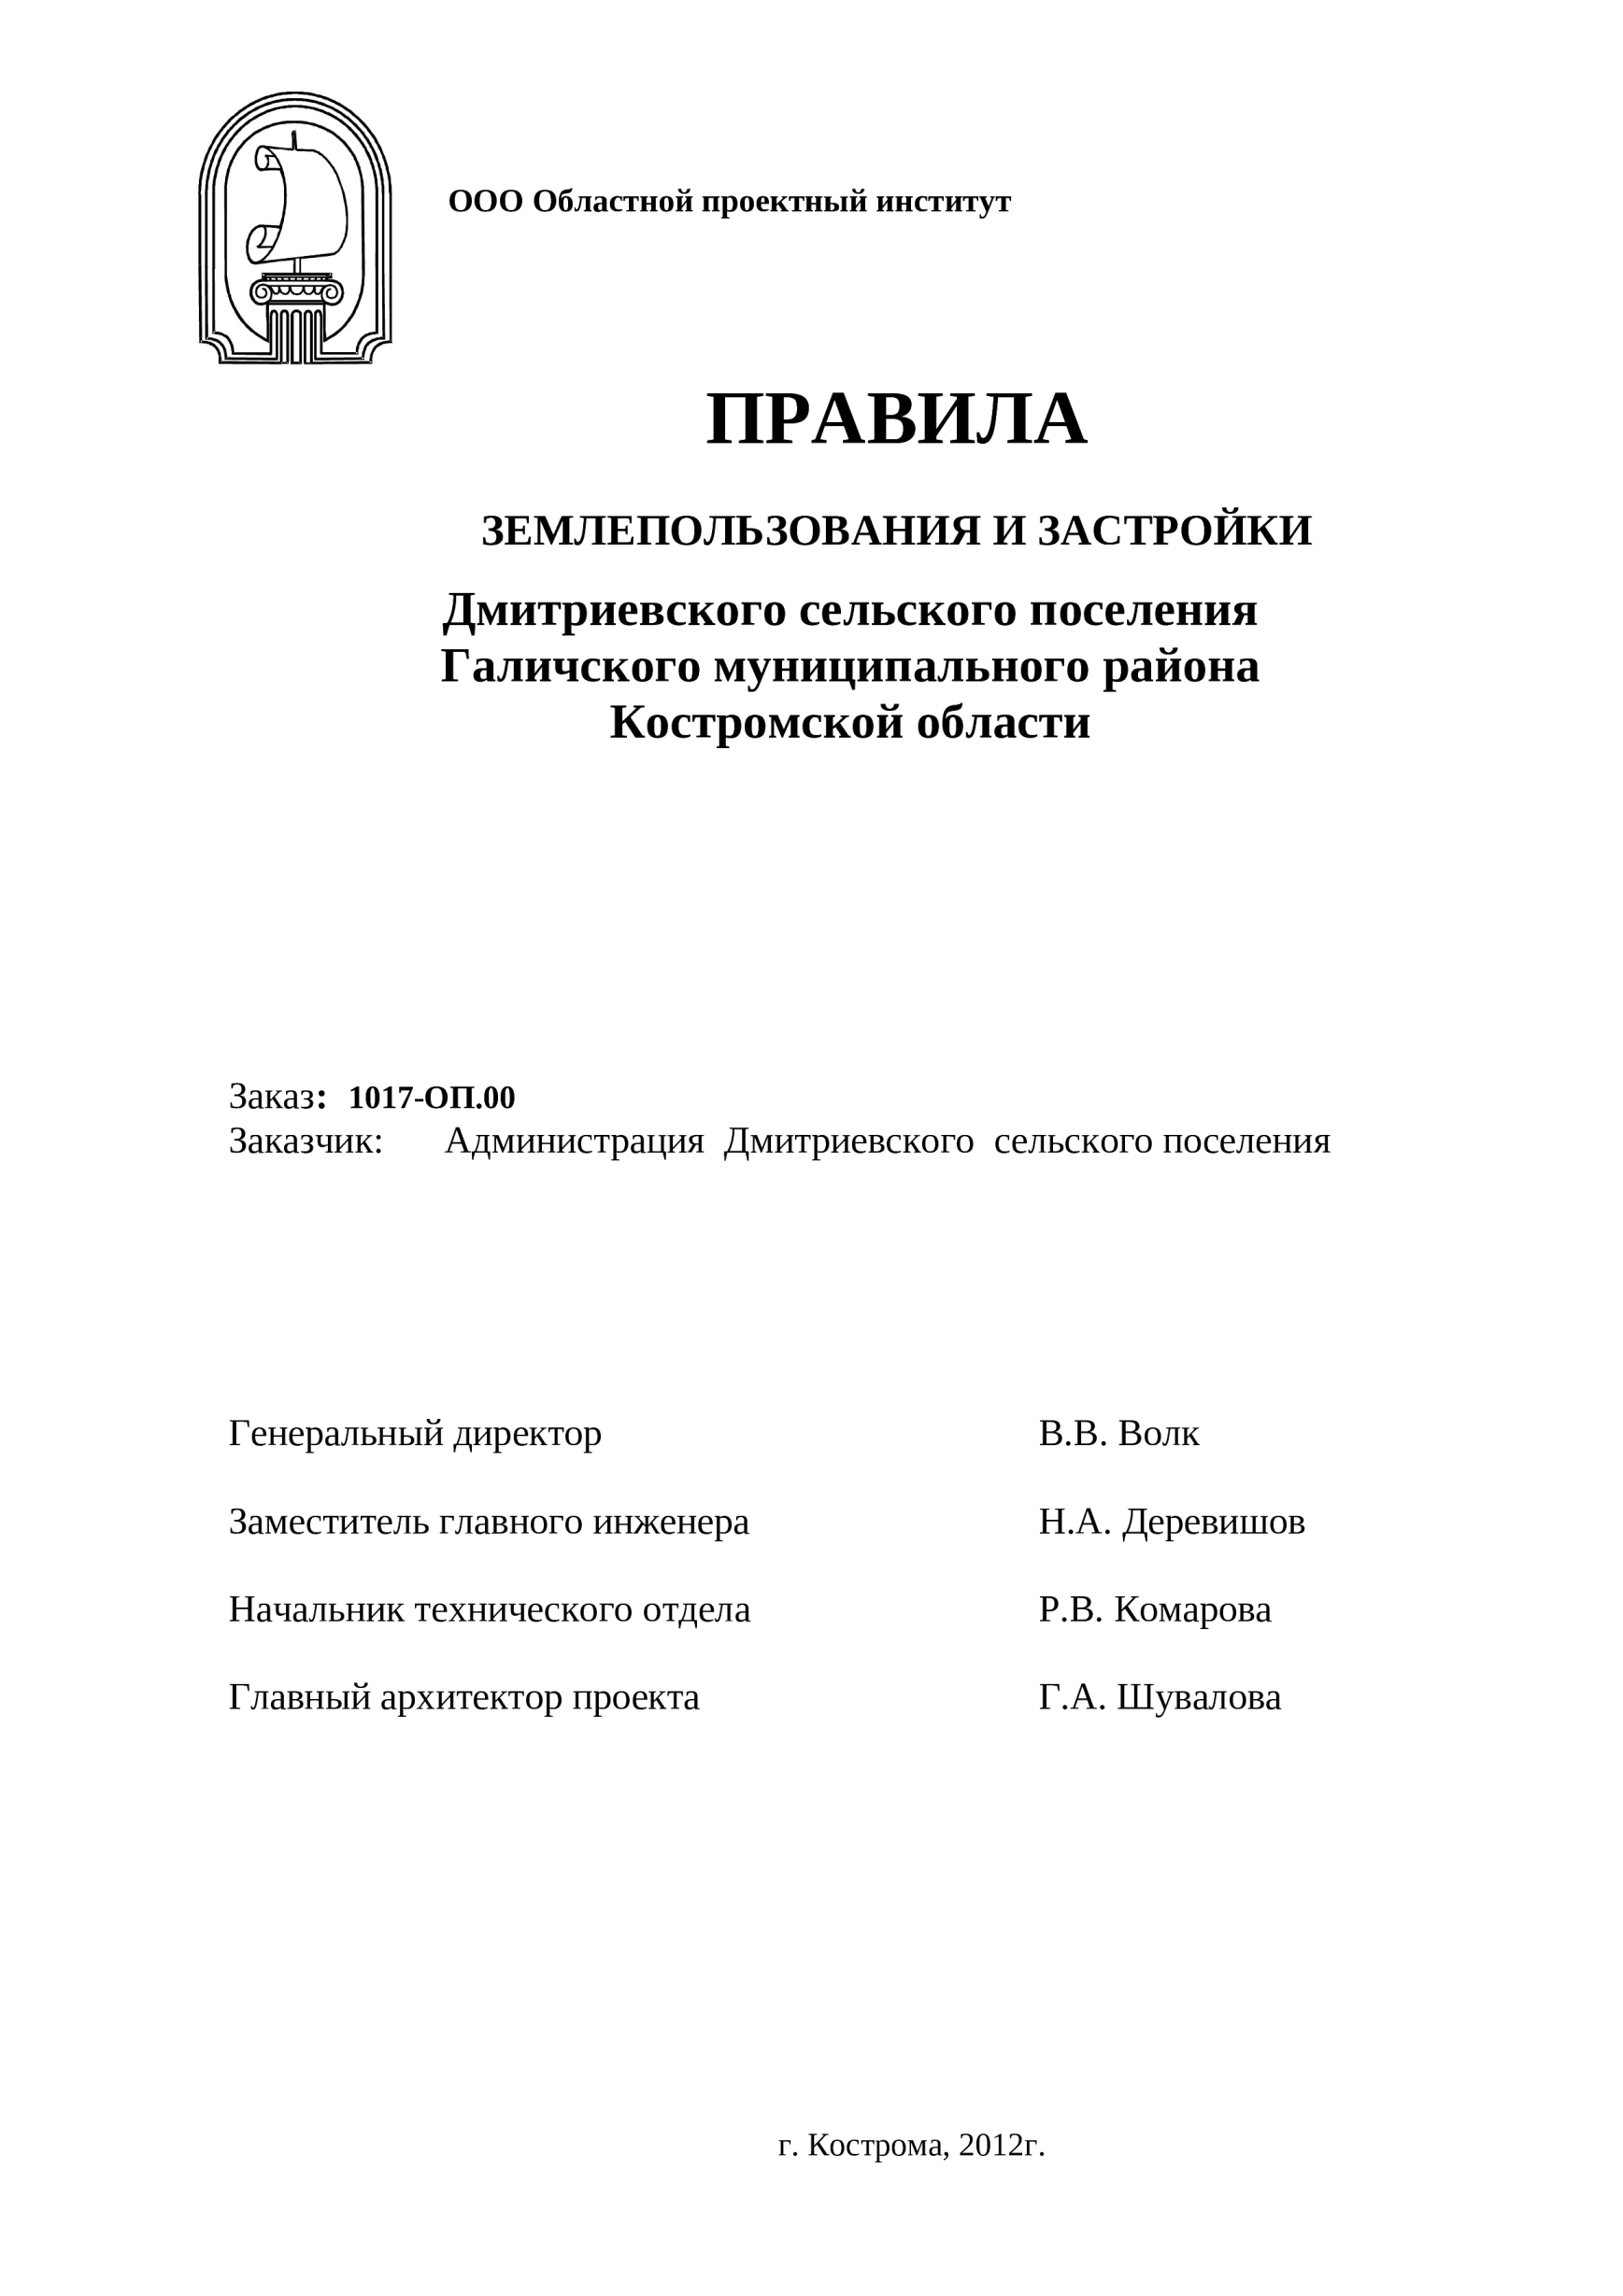 ООО Областной проектный институт
ПРАВИЛА
ЗЕМЛЕПОЛЬЗОВАНИЯ И ЗАСТРОЙКИ
Дмитриевского сельского поселения
Галичского муниципального района
Костромской области
Заказ: 1017-ОП.00
Заказчик: Администрация Дмитриевского сельского поселения
Генеральный директор В.В. Волк
Заместитель главного инженера Н.А. Деревишов
Начальник технического отдела Р.В. Комарова
Главный архитектор проекта Г.А. Шувалова
г. Кострома, 2012г.